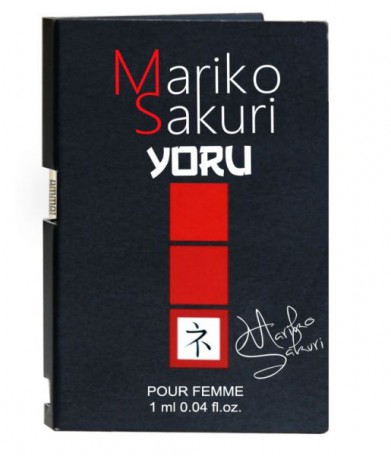 Mariko
Sakuri
YORU
ネ
Mariko
Sakuri
POUR FEMME
1 ml 0.04 fl.oz.